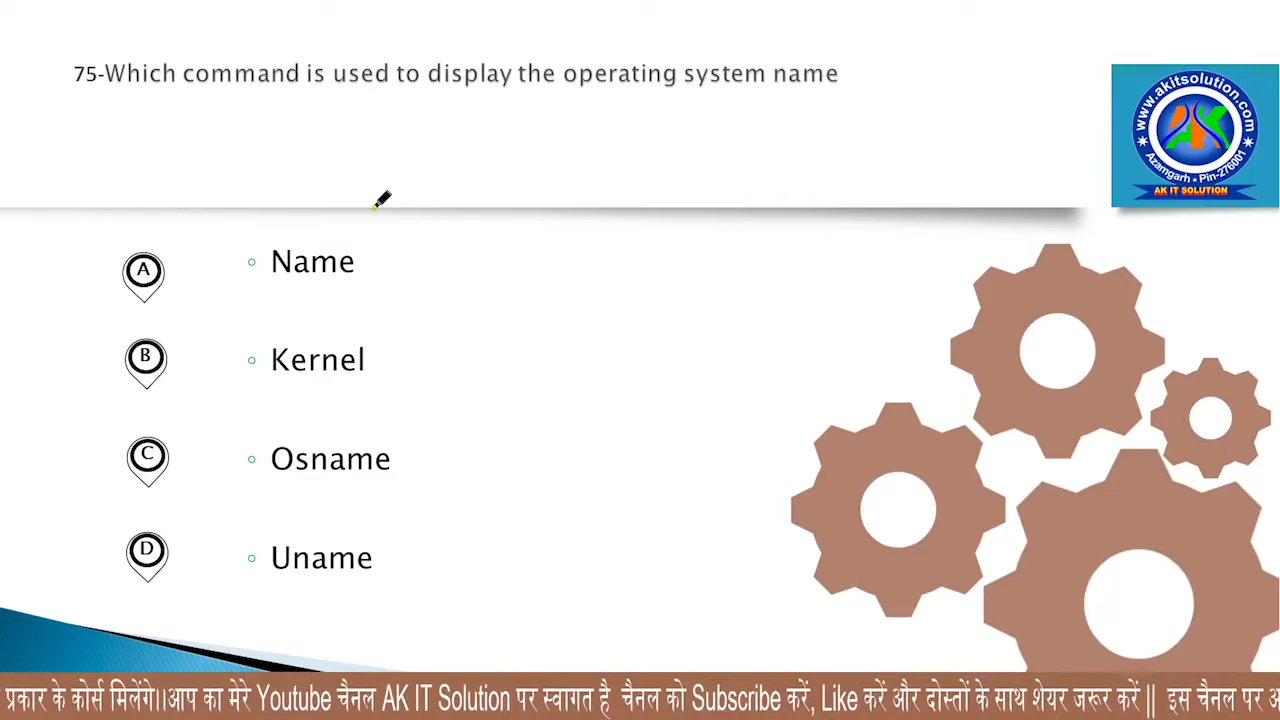 75-Which command is used to display the operating system name
www.akitsolution.com
Azamgarh • Pin-276001
AK IT SOLUTION
A
Name
B
Kernel
C
Osname
D
Uname
प्रकार के कोर्स मिलेंगे।।आप का मेरे Youtube चैनल AK IT Solution पर स्वागत है चैनल को Subscribe करें, Like करें और दोस्तों के साथ शेयर जरूर करें || इस चैनल पर